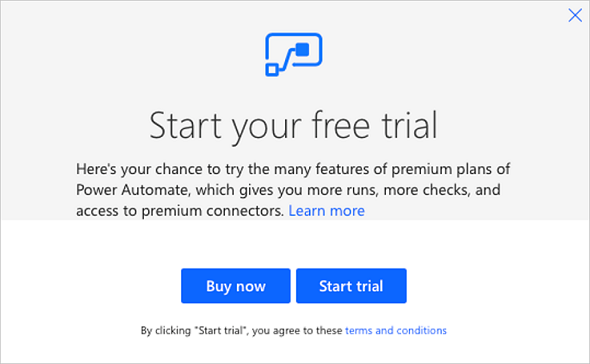 Start your free trial
Here's your chance to try the many features of premium plans of
Power Automate, which gives you more runs, more checks, and
access to premium connectors. Learn more
Buy now Start trial
By clicking "Start trial", you agree to these terms and conditions